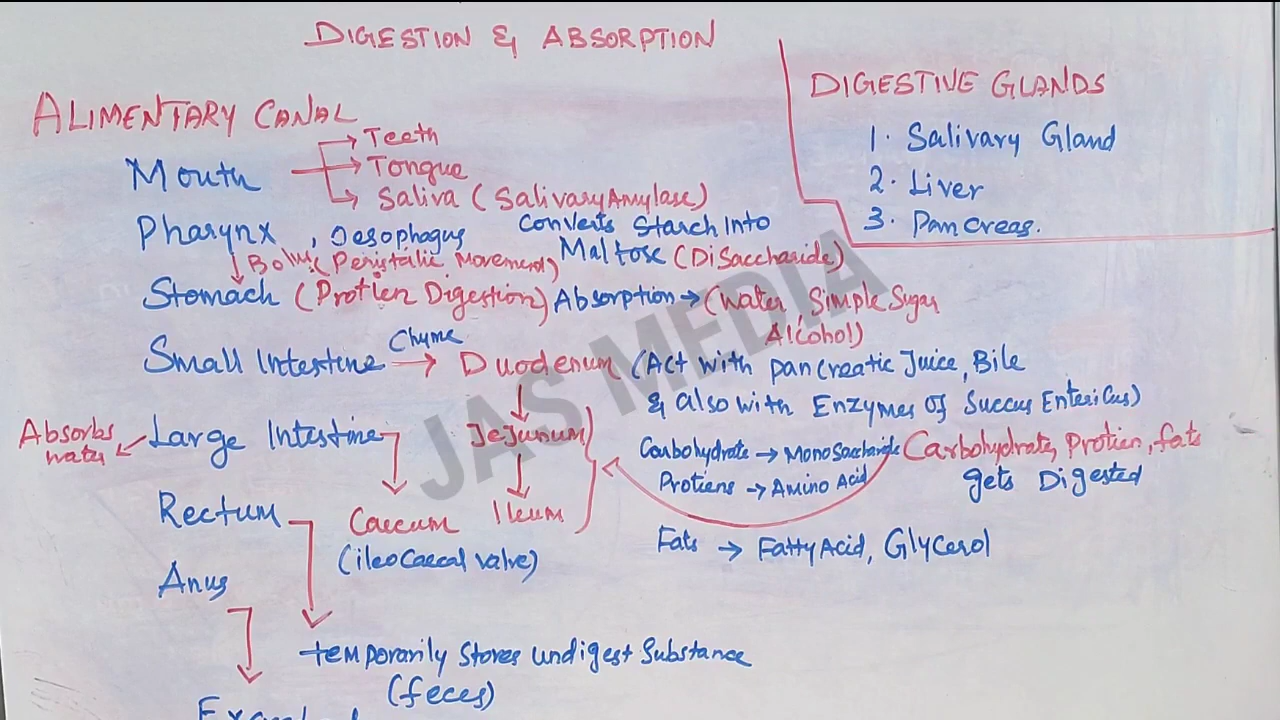 DIGESTION & ABSORPTION
DIGESTIVE GLANDS
1. Salivary Gland
2. Liver
3. Pancreas.
ALIMENTARY CANAL
Mouth
Teeth
Tongue
Saliva (Salivary Amylase)
Converts Starch Into
Maltose (DiSaccharide)
Pharynx, Oesophagus
Bolus (Peristalic Movement)
Stomach (Protien Digestion) Absorption → (Water, Simple Sugar
Alcohol)
Small Intestine Chyme → Duodenum (Act with pancreatic Juice, Bile
& also with Enzymes of Succus Entericus)
Absorbs
water
Large Intestine
Jejunum
Carbohydrate → Monosaccharide
Protiens → Amino Acid
Carbohydrate, Protien, fats
gets Digested
Rectum
Caecum
(ileocaecal valve)
Ileum
Fats → Fatty Acid, Glycerol
Anus
temporarily stores undigest Substance
(feces)
JAS MEDIA